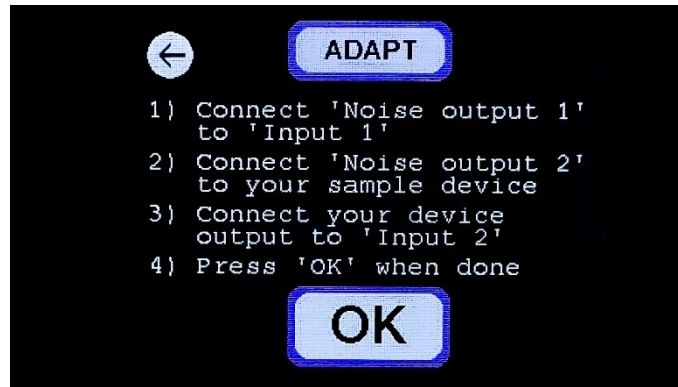 ADAPT
1) Connect 'Noise output 1'
to 'Input 1'
2) Connect 'Noise output 2'
to your sample device
3) Connect your device
output to 'Input 2'
4) Press 'OK' when done
OK